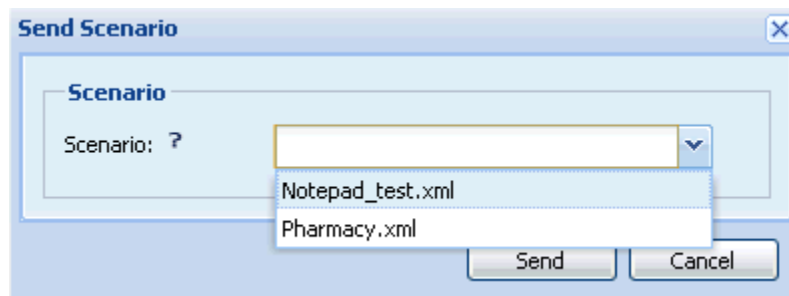 Send Scenario
Scenario
Scenario: ?
Notepad_test.xml
Pharmacy.xml
Send Cancel